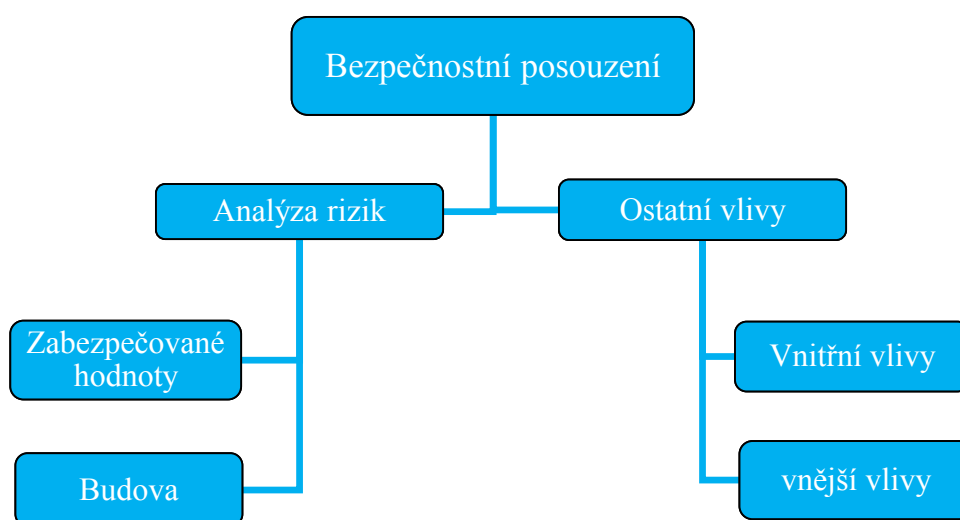 Bezpečnostní posouzení
Analýza rizik
Ostatní vlivy
Zabezpečované
hodnoty
Vnitřní vlivy
Budova
vnější vlivy